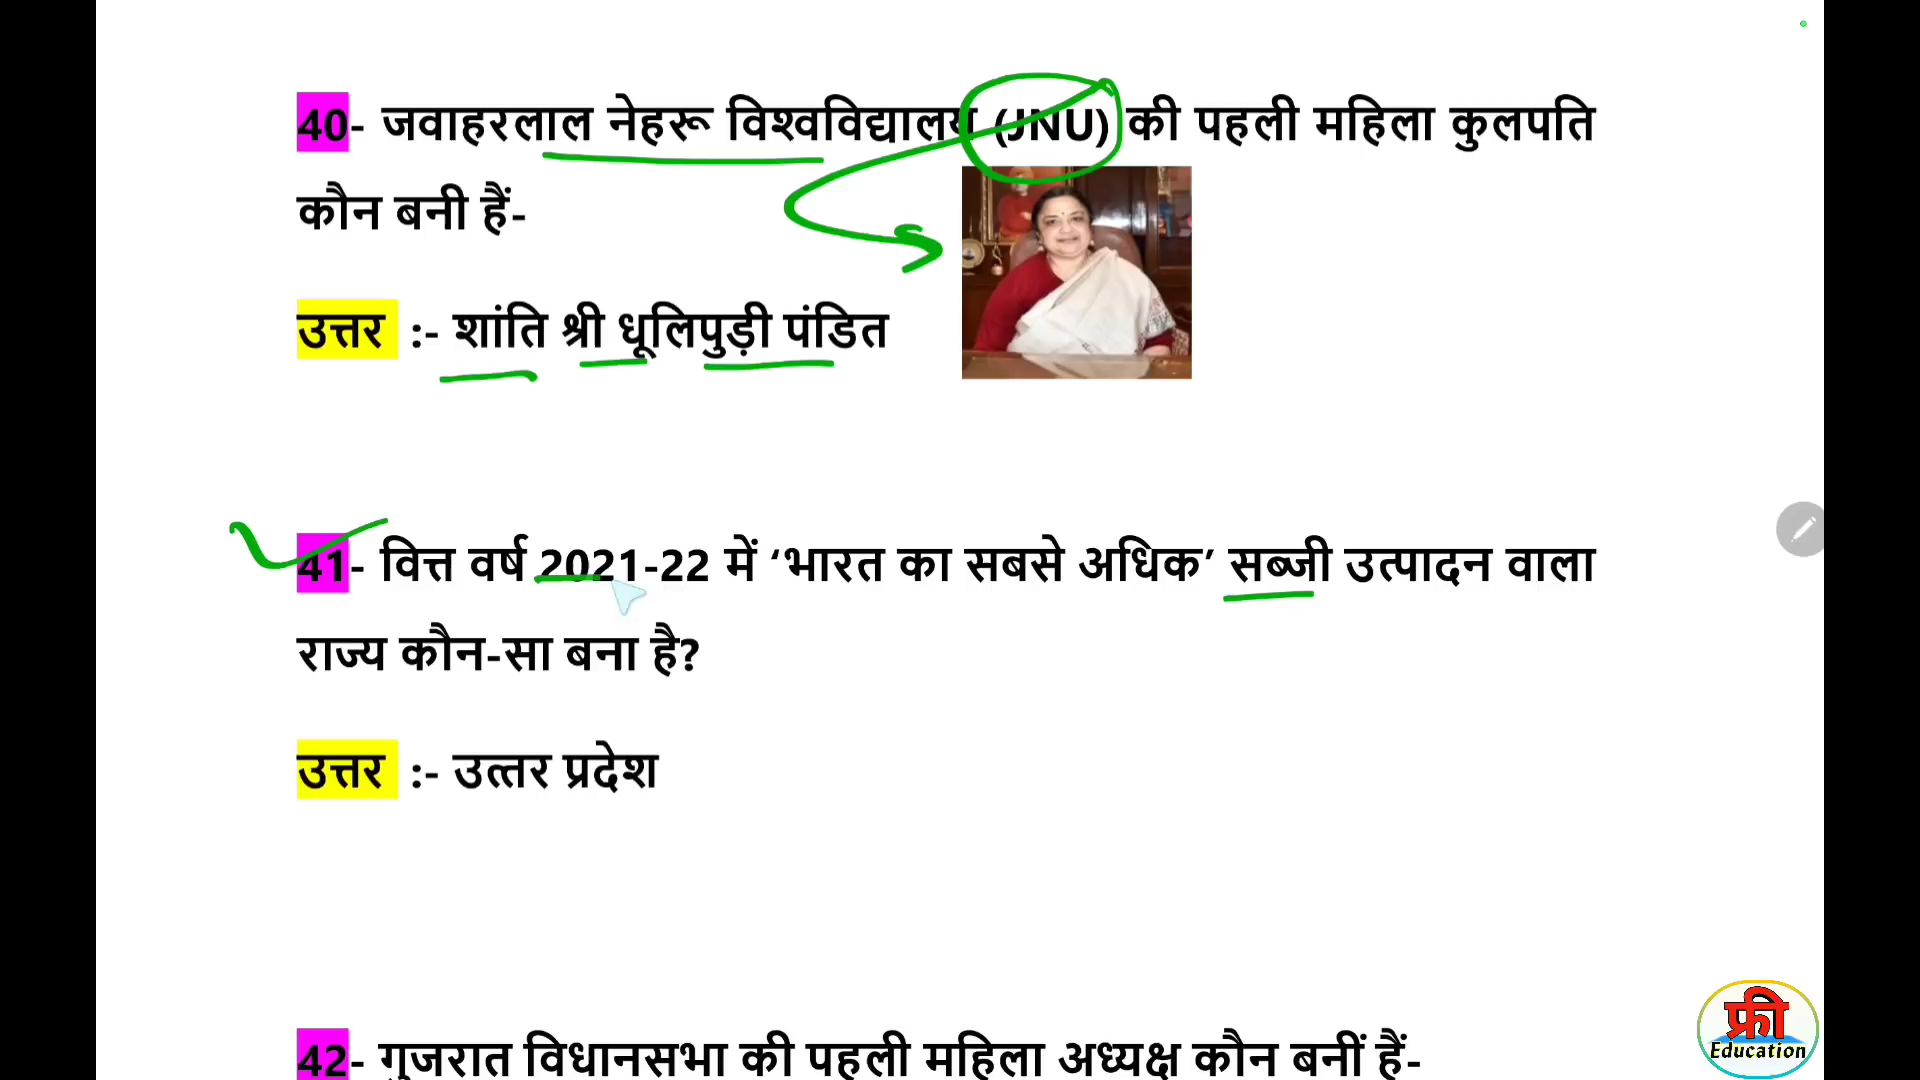 40- जवाहरलाल नेहरू विश्वविद्यालय (JNU) की पहली महिला कुलपति
कौन बनी हैं-
उत्तर :- शांति श्री धूलिपुड़ी पंडित
41- वित्त वर्ष 2021-22 में ‘भारत का सबसे अधिक’ सब्जी उत्पादन वाला
राज्य कौन-सा बना है?
उत्तर :- उत्तर प्रदेश
42- गुजरात विधानसभा की पहली महिला अध्यक्ष कौन बनीं हैं-
फ्री
Education